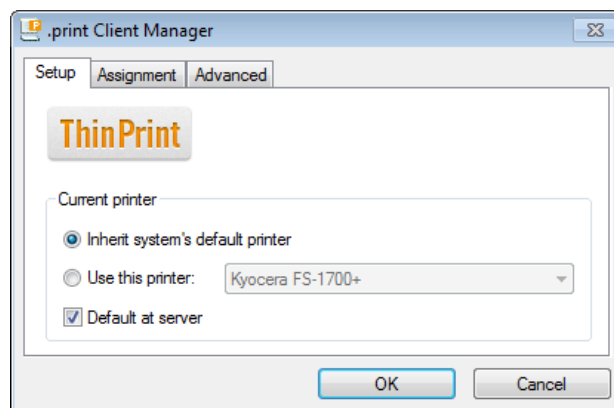 .print Client Manager
Setup Assignment Advanced
ThinPrint
Current printer
Inherit system's default printer
Use this printer: Kyocera FS-1700+
Default at server
OK Cancel